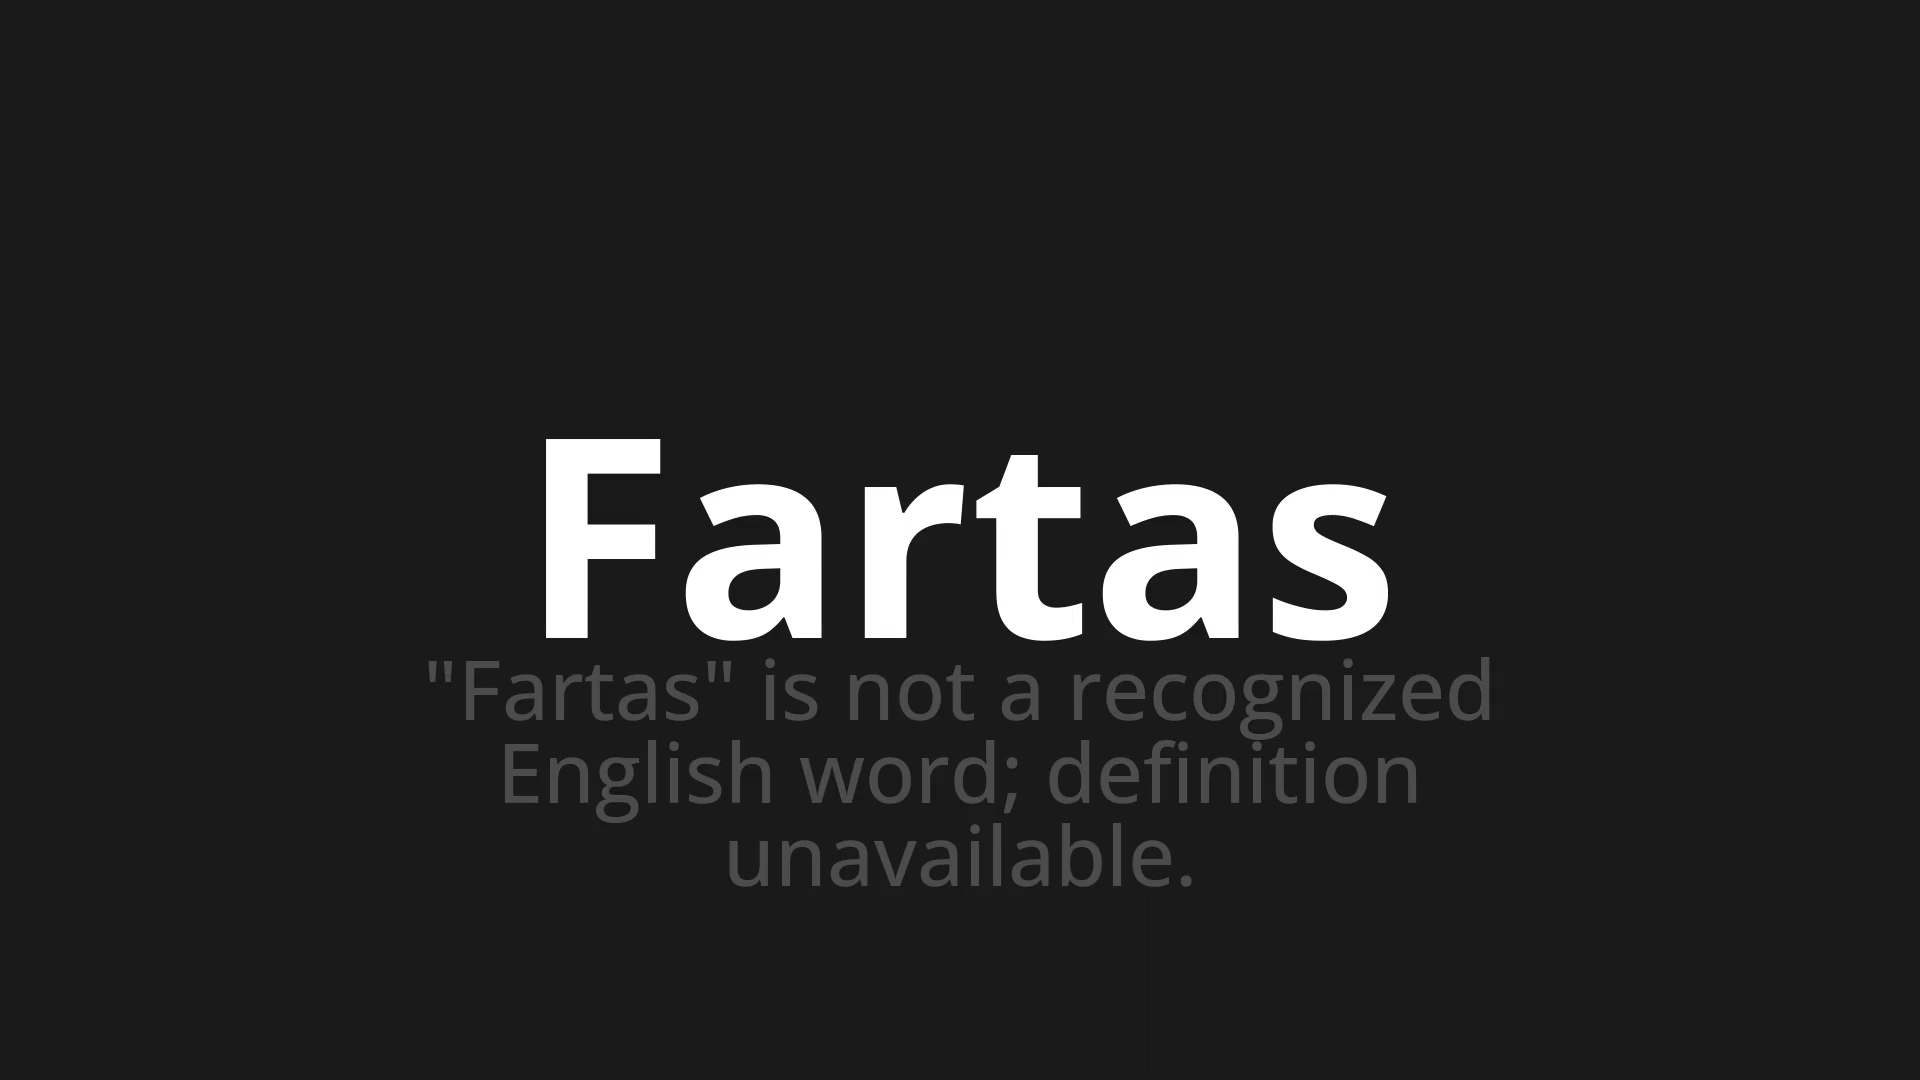 Fartas
"Fartas" is not a recognized
English word; definition
unavailable.